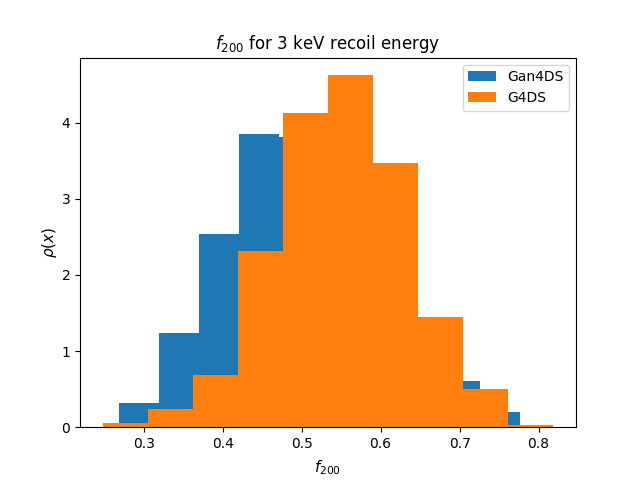 f₂₀₀ for 3 keV recoil energy
Gan4DS
G4DS
ρ(x)
4
3
2
1
0
0.3 0.4 0.5 0.6 0.7 0.8
f₂₀₀